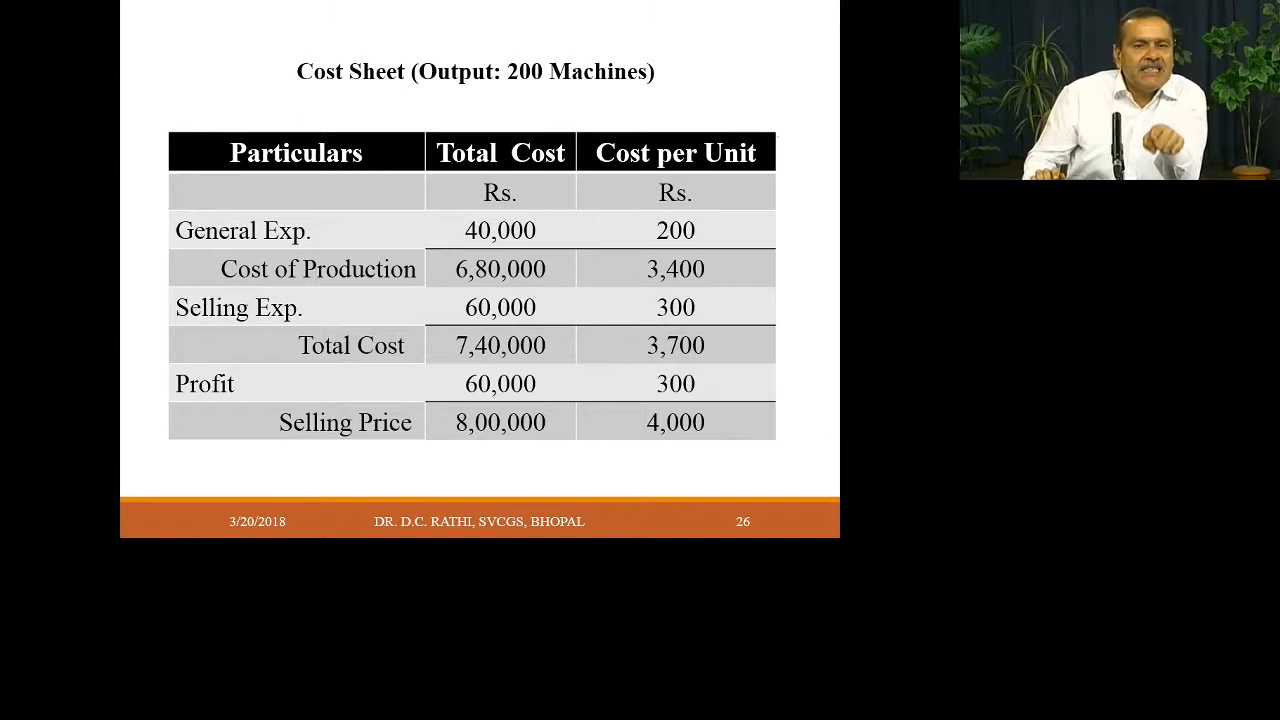 Cost Sheet (Output: 200 Machines)
Particulars Total Cost Cost per Unit
Rs. Rs.
General Exp. 40,000 200
Cost of Production 6,80,000 3,400
Selling Exp. 60,000 300
Total Cost 7,40,000 3,700
Profit 60,000 300
Selling Price 8,00,000 4,000
3/20/2018 DR. D.C. RATHI, SVCGS, BHOPAL 26